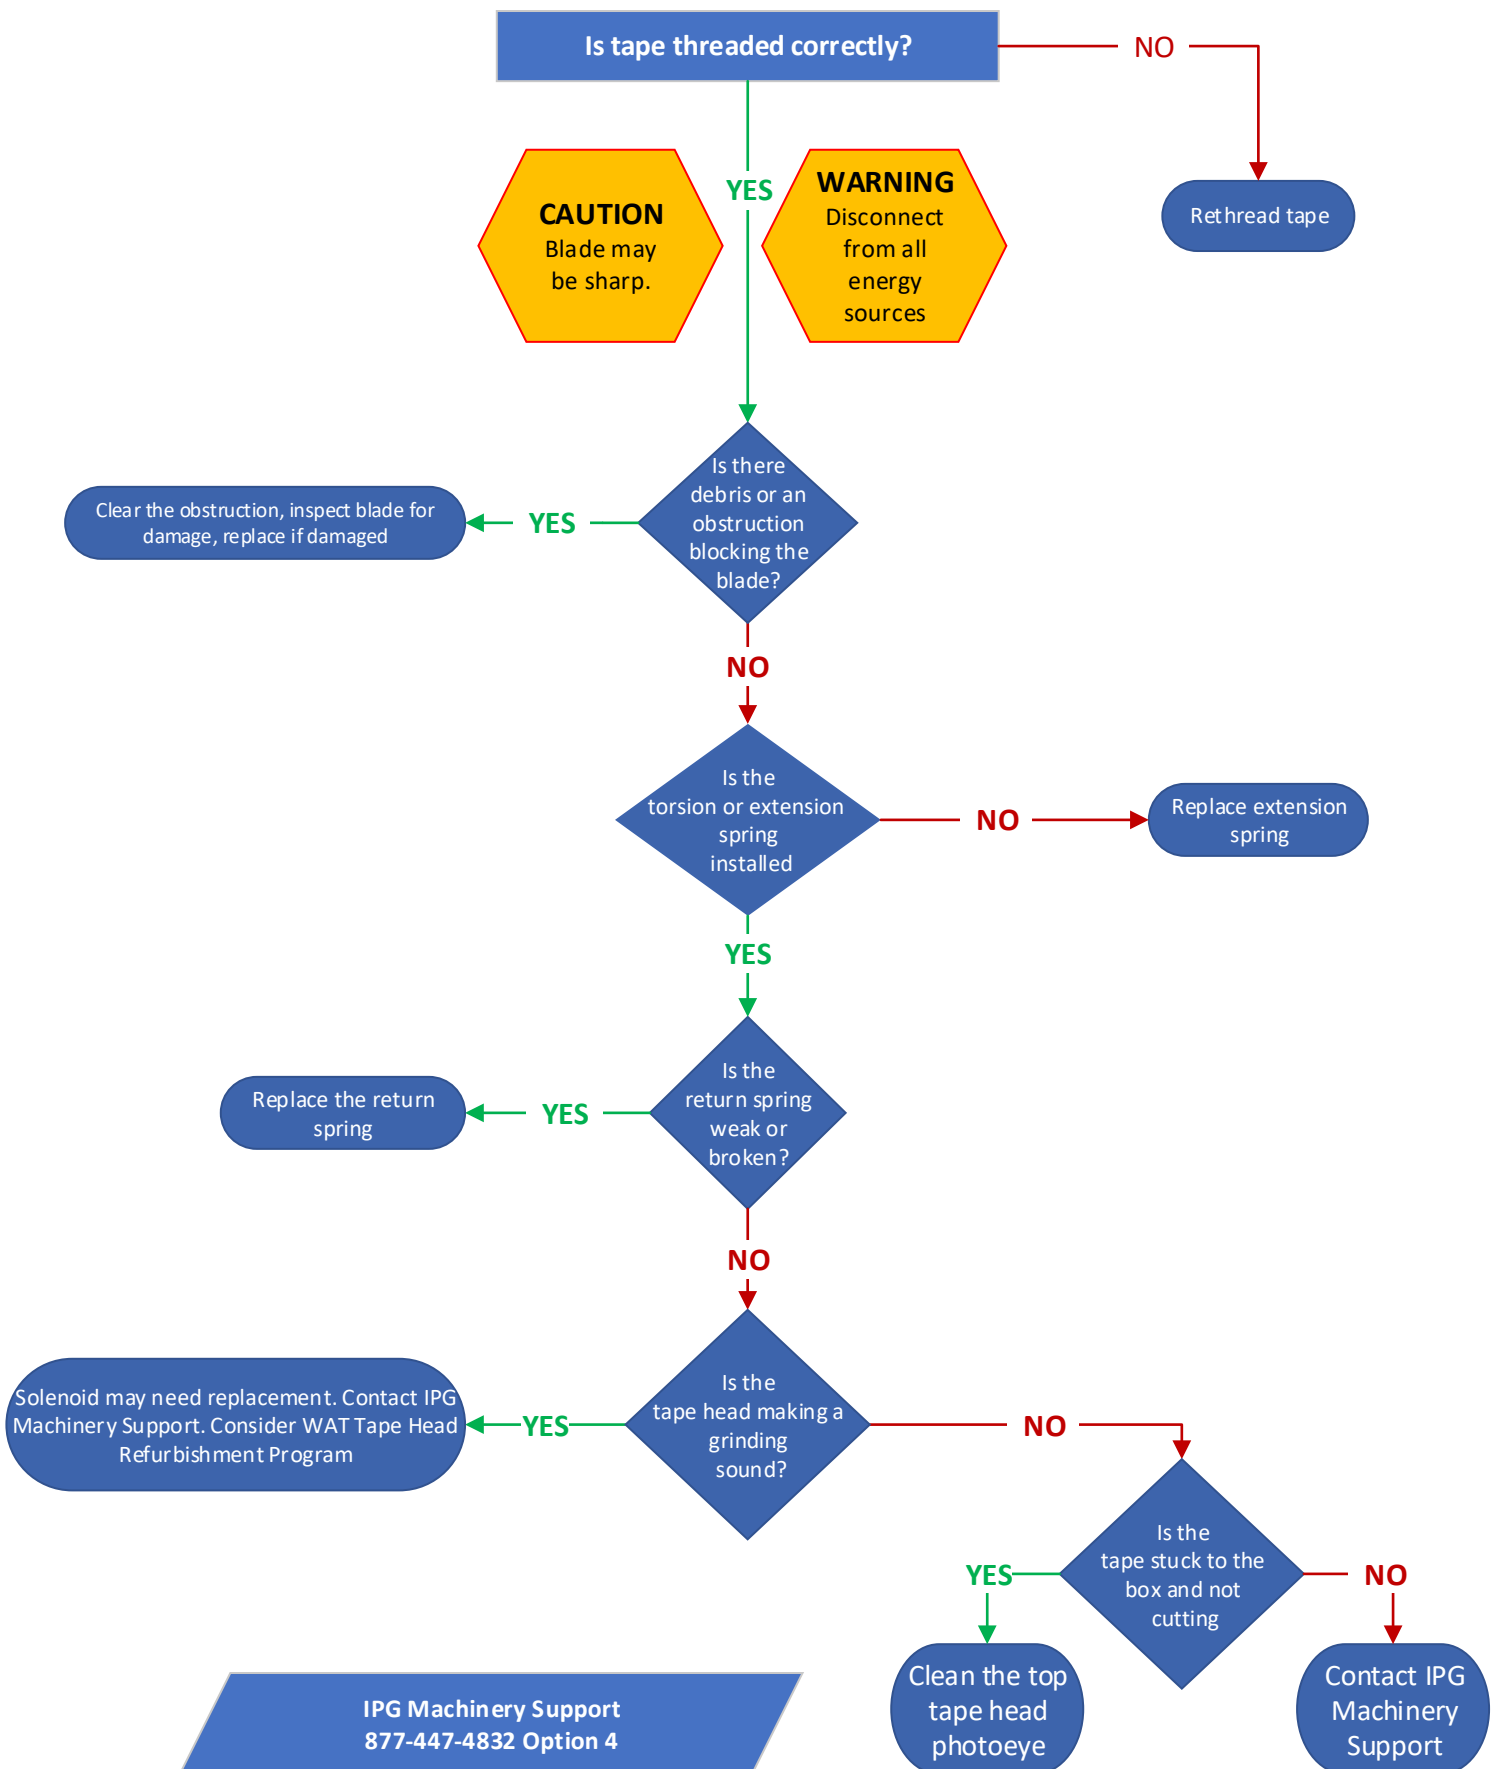 Is tape threaded correctly?
NO
YES
CAUTION
Blade may
be sharp.
WARNING
Disconnect
from all
energy
sources
Rethread tape
Is there
debris or an
obstruction
blocking the
blade?
YES
Clear the obstruction, inspect blade for
damage, replace if damaged
NO
Is the
torsion or extension
spring
installed
NO
Replace extension
spring
YES
Is the
return spring
weak or
broken?
YES
Replace the return
spring
NO
Is the
tape head making a
grinding
sound?
YES
Solenoid may need replacement. Contact IPG
Machinery Support. Consider WAT Tape Head
Refurbishment Program
NO
Is the
tape stuck to the
box and not
cutting
YES
NO
Clean the top
tape head
photoeye
Contact IPG
Machinery
Support
IPG Machinery Support
877-447-4832 Option 4